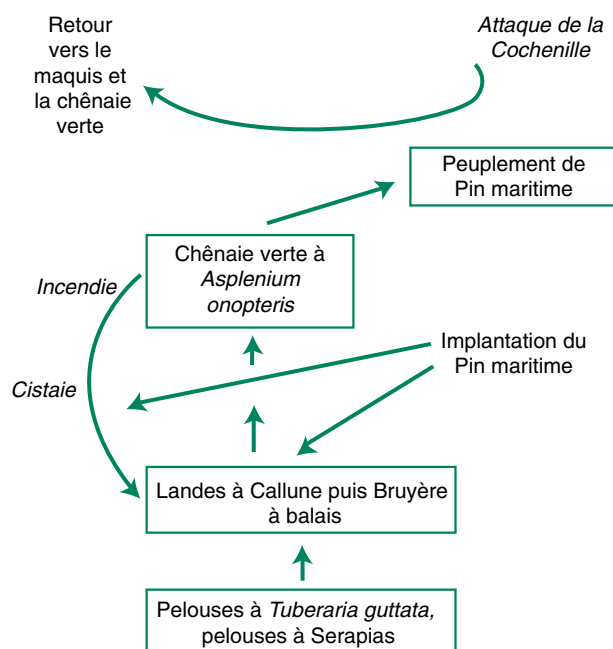 Retour
vers le
maquis et
la chênaie
verte
Attaque de la
Cochenille
Peuplement de
Pin maritime
Chênaie verte à
Asplenium
onopteris
Incendie
Implantation du
Pin maritime
Cistaie
Landes à Callune puis Bruyère
à balais
Pelouses à Tuberaria guttata,
pelouses à Serapias